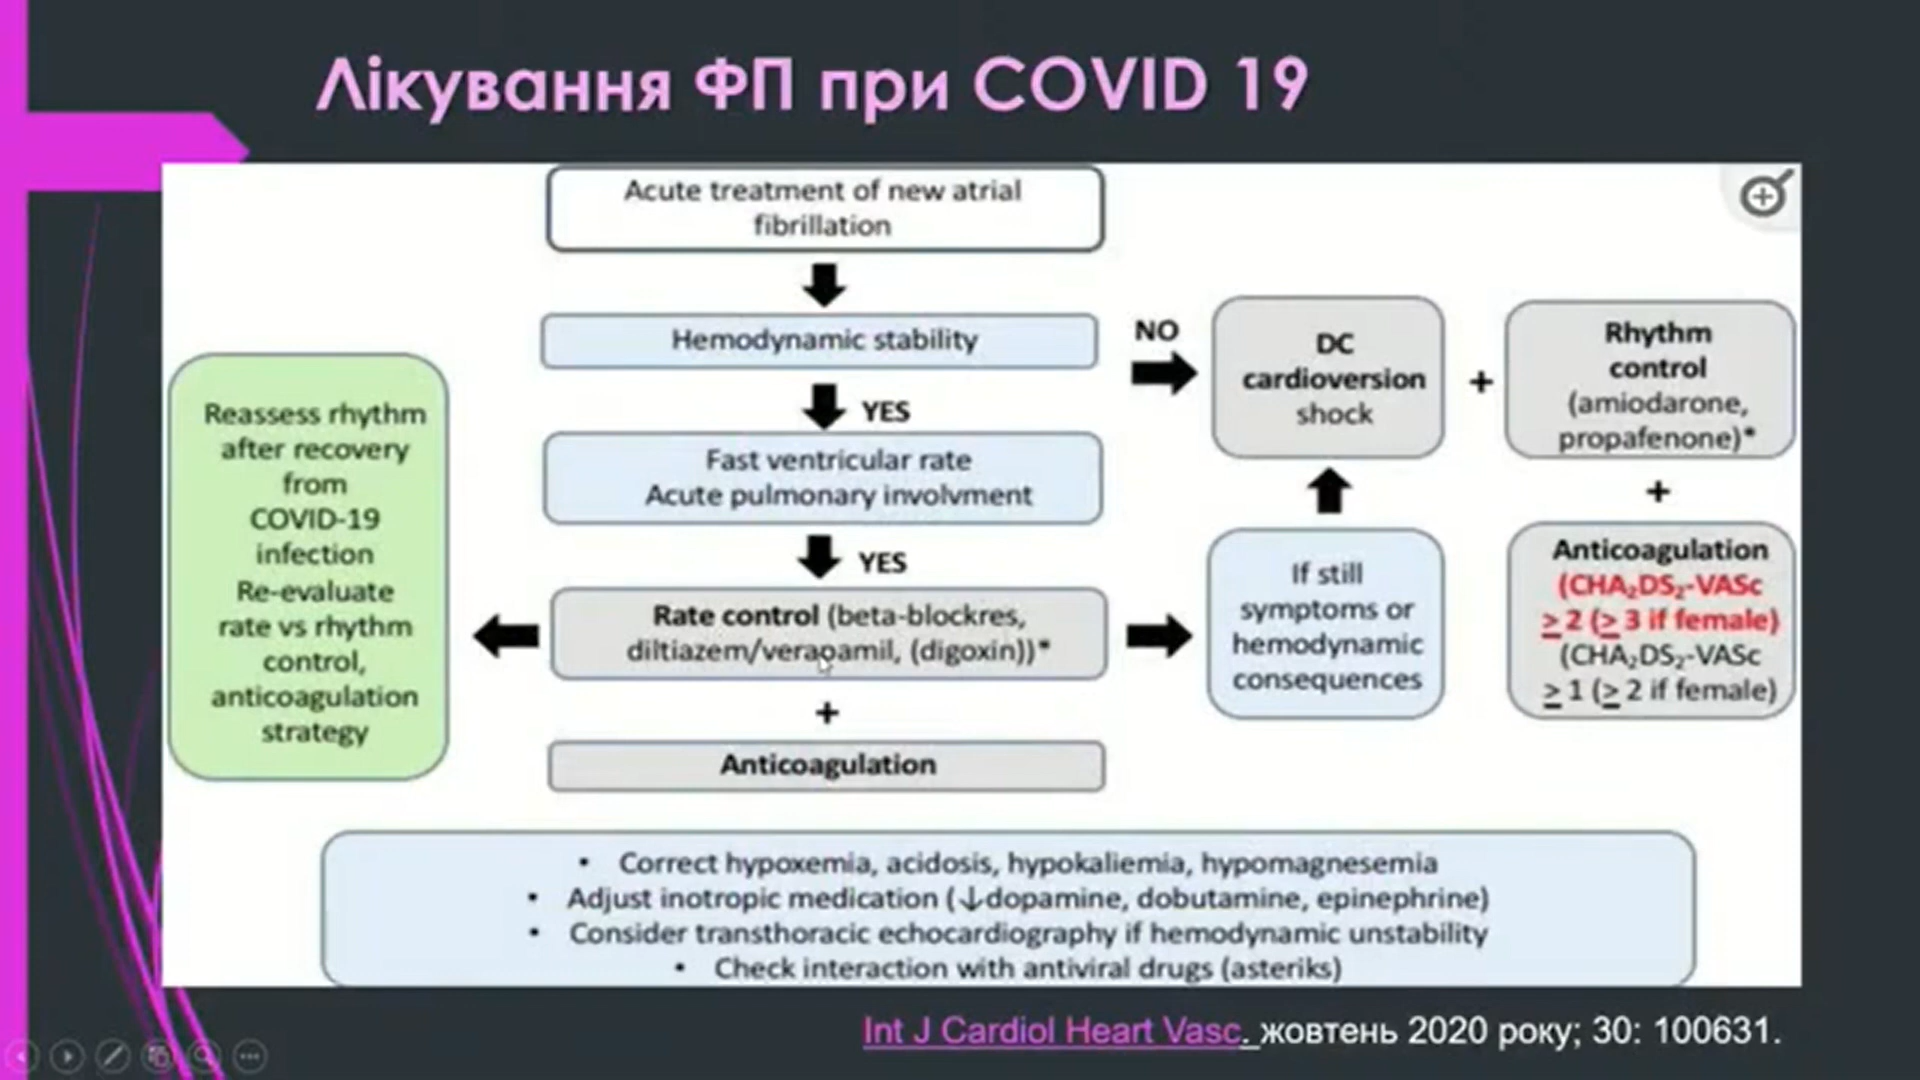 Лікування ФП при COVID 19
Acute treatment of new atrial
fibrillation
Hemodynamic stability
NO
YES
Fast ventricular rate
Acute pulmonary involvment
YES
Rate control (beta-blockres,
diltiazem/verapamil, (digoxin))*
+
Anticoagulation
DC
cardioversion
shock
+
Rhythm
control
(amiodarone,
propafenone)*
+
If still
symptoms or
hemodynamic
consequences
Anticoagulation
(CHA₂DS₂-VASc
≥ 2 (≥ 3 if female)
(CHA₂DS₂-VASc
≥ 1 (≥ 2 if female)
Reassess rhythm
after recovery
from
COVID-19
infection
Re-evaluate
rate vs rhythm
control,
anticoagulation
strategy
• Correct hypoxemia, acidosis, hypokaliemia, hypomagnesemia
• Adjust inotropic medication (↓dopamine, dobutamine, epinephrine)
• Consider transthoracic echocardiography if hemodynamic unstability
• Check interaction with antiviral drugs (asteriks)
Int J Cardiol Heart Vasc. жовтень 2020 року; 30: 100631.